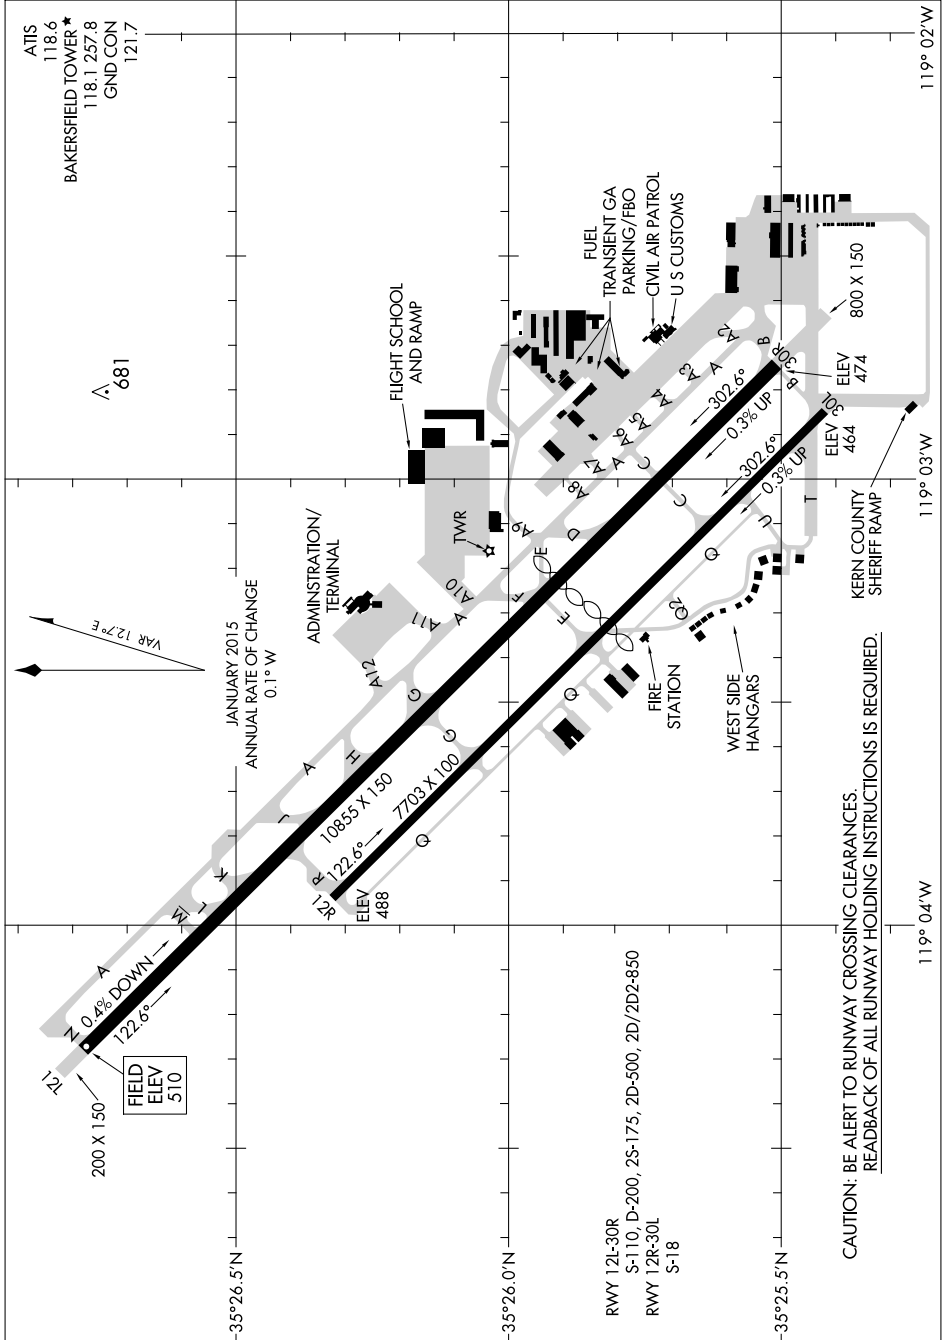 ATIS
118.6
BAKERSFIELD TOWER★
118.1 257.8
GND CON
121.7
681
JANUARY 2015
ANNUAL RATE OF CHANGE
0.1° W
VAR 12.7° E
ADMINSTRATION/
TERMINAL
FLIGHT SCHOOL
AND RAMP
TWR
FUEL
TRANSIENT GA
PARKING/FBO
CIVIL AIR PATROL
U S CUSTOMS
12L
200 X 150
FIELD
ELEV
510
N
A
0.4% DOWN
122.6°
M
L
K
J
A
H
G
G
A12
A11
A
A10
F
E
A9
D
A8
A7
A
A6
A5
C
A4
A3
A
A2
B
B
30R
ELEV
474
800 X 150
302.6°
0.3% UP
10855 X 150
7703 X 100
R
12R
122.6°
ELEV
488
Q
Q
E
C
Q
Q2
U
T
302.6°
0.3% UP
30L
ELEV
464
FIRE
STATION
WEST SIDE
HANGARS
KERN COUNTY
SHERIFF RAMP
RWY 12L-30R
S-110, D-200, 2S-175, 2D-500, 2D/2D2-850
RWY 12R-30L
S-18
CAUTION: BE ALERT TO RUNWAY CROSSING CLEARANCES.
READBACK OF ALL RUNWAY HOLDING INSTRUCTIONS IS REQUIRED.
35°26.5'N
35°26.0'N
35°25.5'N
119° 04'W
119° 03'W
119° 02'W